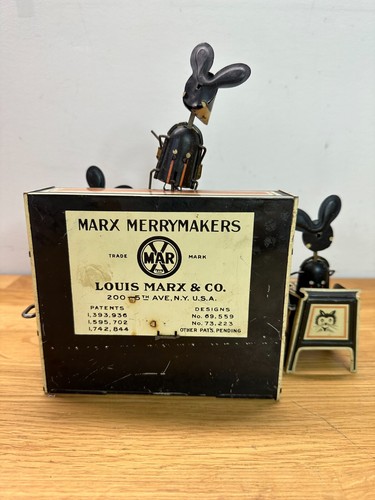 MARX MERRYMAKERS
TRADE MAR MARK
LOUIS MARX & CO.
200-5TH AVE, N.Y. U.S.A.
PATENTS DESIGNS
1,393,936 No. 69,559
1,595,702 No. 73,223
1,742,844 OTHER PATS. PENDING